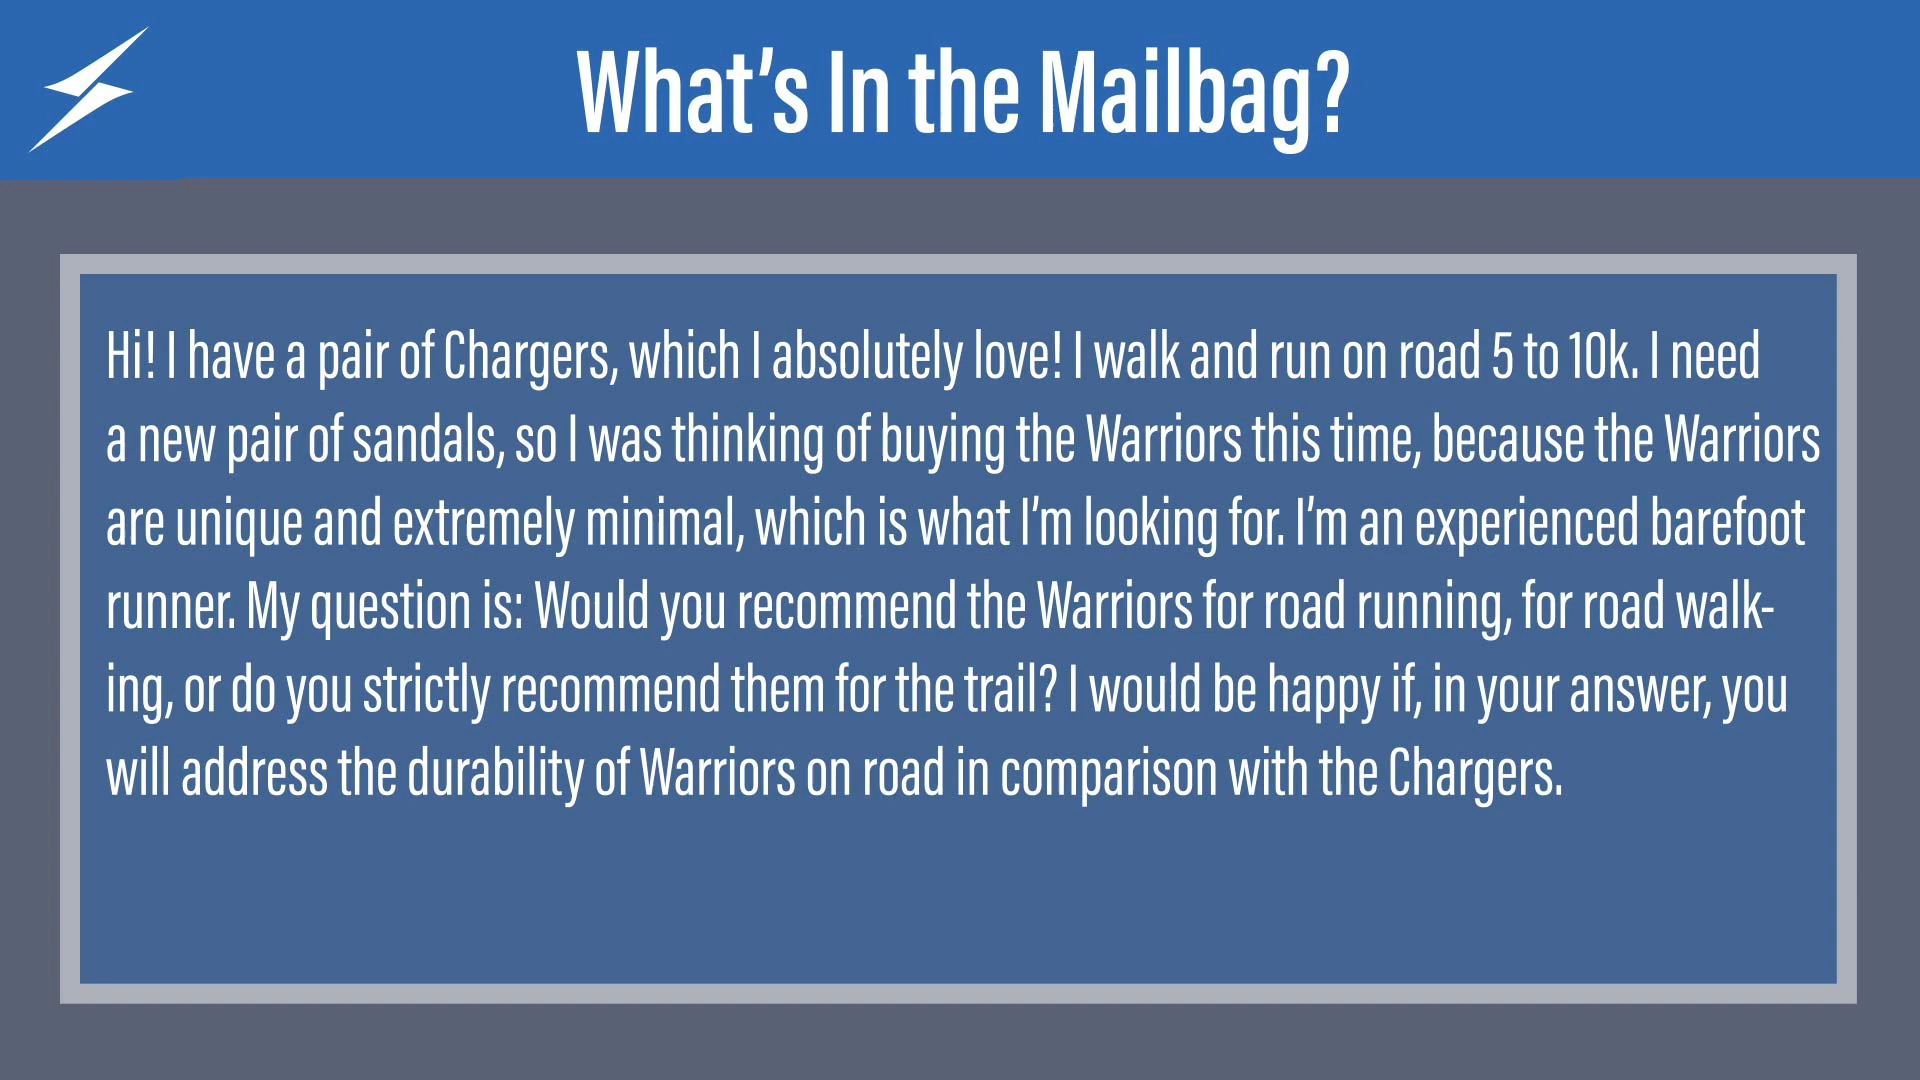 What's In the Mailbag?
Hi! I have a pair of Chargers, which I absolutely love! I walk and run on road 5 to 10k. I need
a new pair of sandals, so I was thinking of buying the Warriors this time, because the Warriors
are unique and extremely minimal, which is what I'm looking for. I'm an experienced barefoot
runner. My question is: Would you recommend the Warriors for road running, for road walk-
ing, or do you strictly recommend them for the trail? I would be happy if, in your answer, you
will address the durability of Warriors on road in comparison with the Chargers.